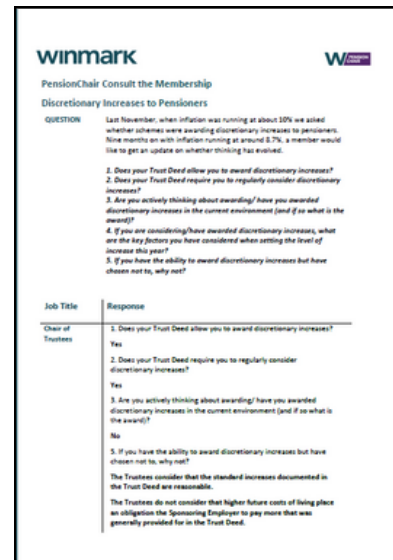 winmark
W PENSION CHAIR
PensionChair Consult the Membership
Discretionary Increases to Pensioners
QUESTION
Last November, when inflation was running at about 10% we asked
whether schemes were awarding discretionary increases to pensioners.
Nine months on with inflation running at around 8.7%, a member would
like to get an update on whether thinking has evolved.
1. Does your Trust Deed allow you to award discretionary increases?
2. Does your Trust Deed require you to regularly consider discretionary
increases?
3. Are you actively thinking about awarding/ have you awarded
discretionary increases in the current environment (and if so what is the
award)?
4. If you are considering/have awarded discretionary increases, what
are the key factors you have considered when setting the level of
increase this year?
5. If you have the ability to award discretionary increases but have
chosen not to, why not?
Job Title
Response
Chair of
Trustees
1. Does your Trust Deed allow you to award discretionary increases?
Yes
2. Does your Trust Deed require you to regularly consider
discretionary increases?
Yes
3. Are you actively thinking about awarding/ have you awarded
discretionary increases in the current environment (and if so what is
the award)?
No
5. If you have the ability to award discretionary increases but have
chosen not to, why not?
The Trustees consider that the standard increases documented in
the Trust Deed are reasonable.
The Trustees do not consider that higher future costs of living place
an obligation the Sponsoring Employer to pay more that was
generally provided for in the Trust Deed.